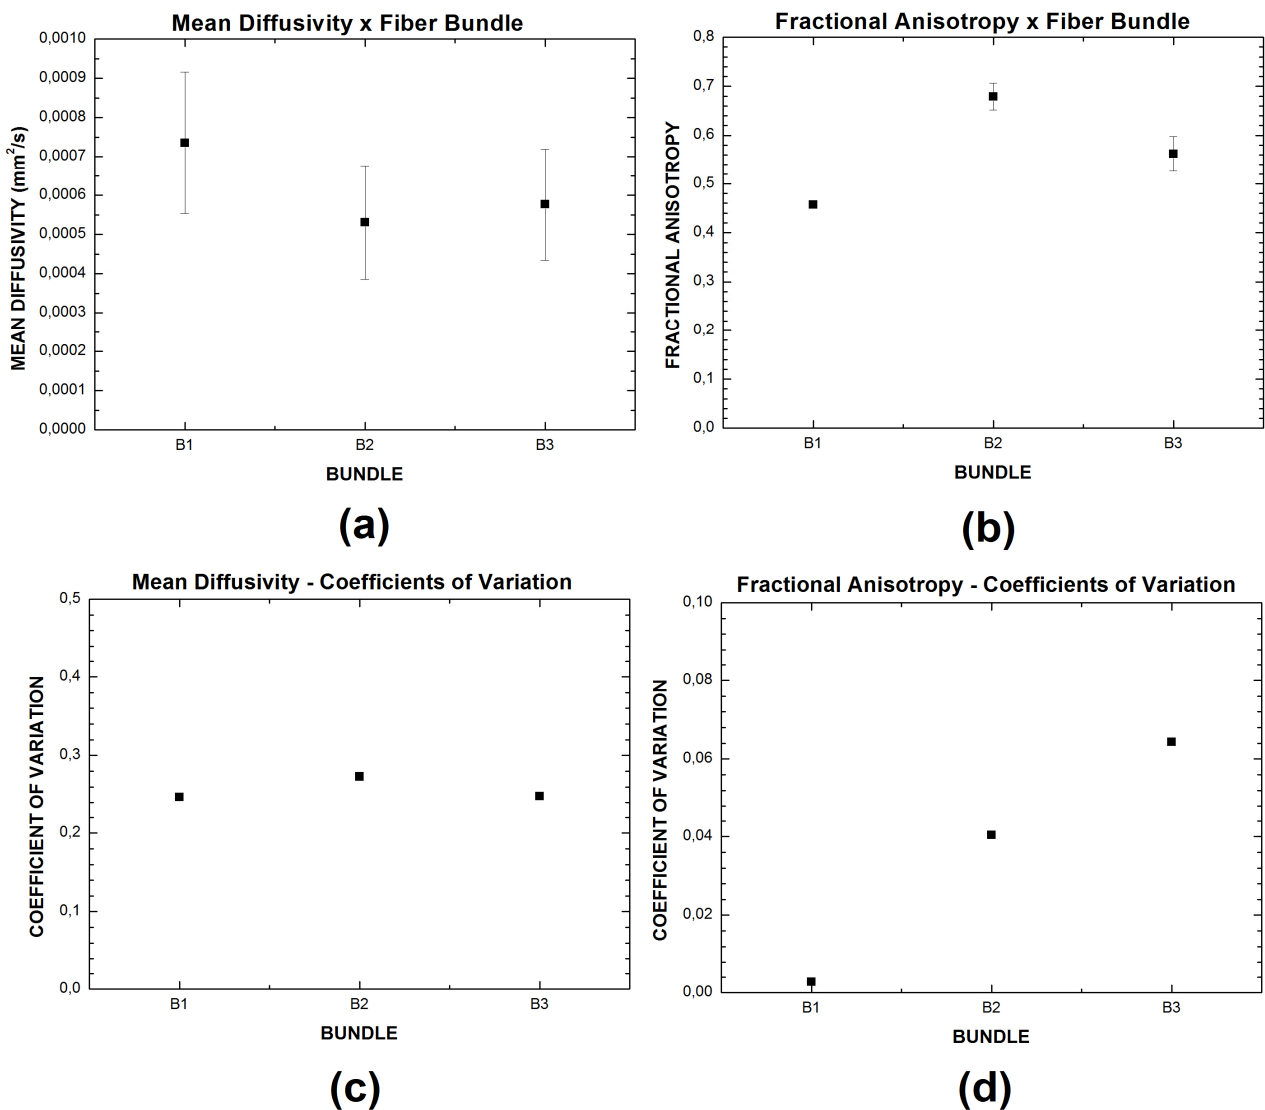 Mean Diffusivity x Fiber Bundle
0,0010
0,0009
0,0008
0,0007
0,0006
0,0005
0,0004
0,0003
0,0002
0,0001
0,0000
MEAN DIFFUSIVITY (mm²/s)
B1 B2 B3
BUNDLE
(a)
Fractional Anisotropy x Fiber Bundle
0,8
0,7
0,6
0,5
0,4
0,3
0,2
0,1
0,0
FRACTIONAL ANISOTROPY
B1 B2 B3
BUNDLE
(b)
Mean Diffusivity - Coefficients of Variation
0,5
0,4
0,3
0,2
0,1
0,0
COEFFICIENT OF VARIATION
B1 B2 B3
BUNDLE
(c)
Fractional Anisotropy - Coefficients of Variation
0,10
0,08
0,06
0,04
0,02
0,00
COEFFICIENT OF VARIATION
B1 B2 B3
BUNDLE
(d)